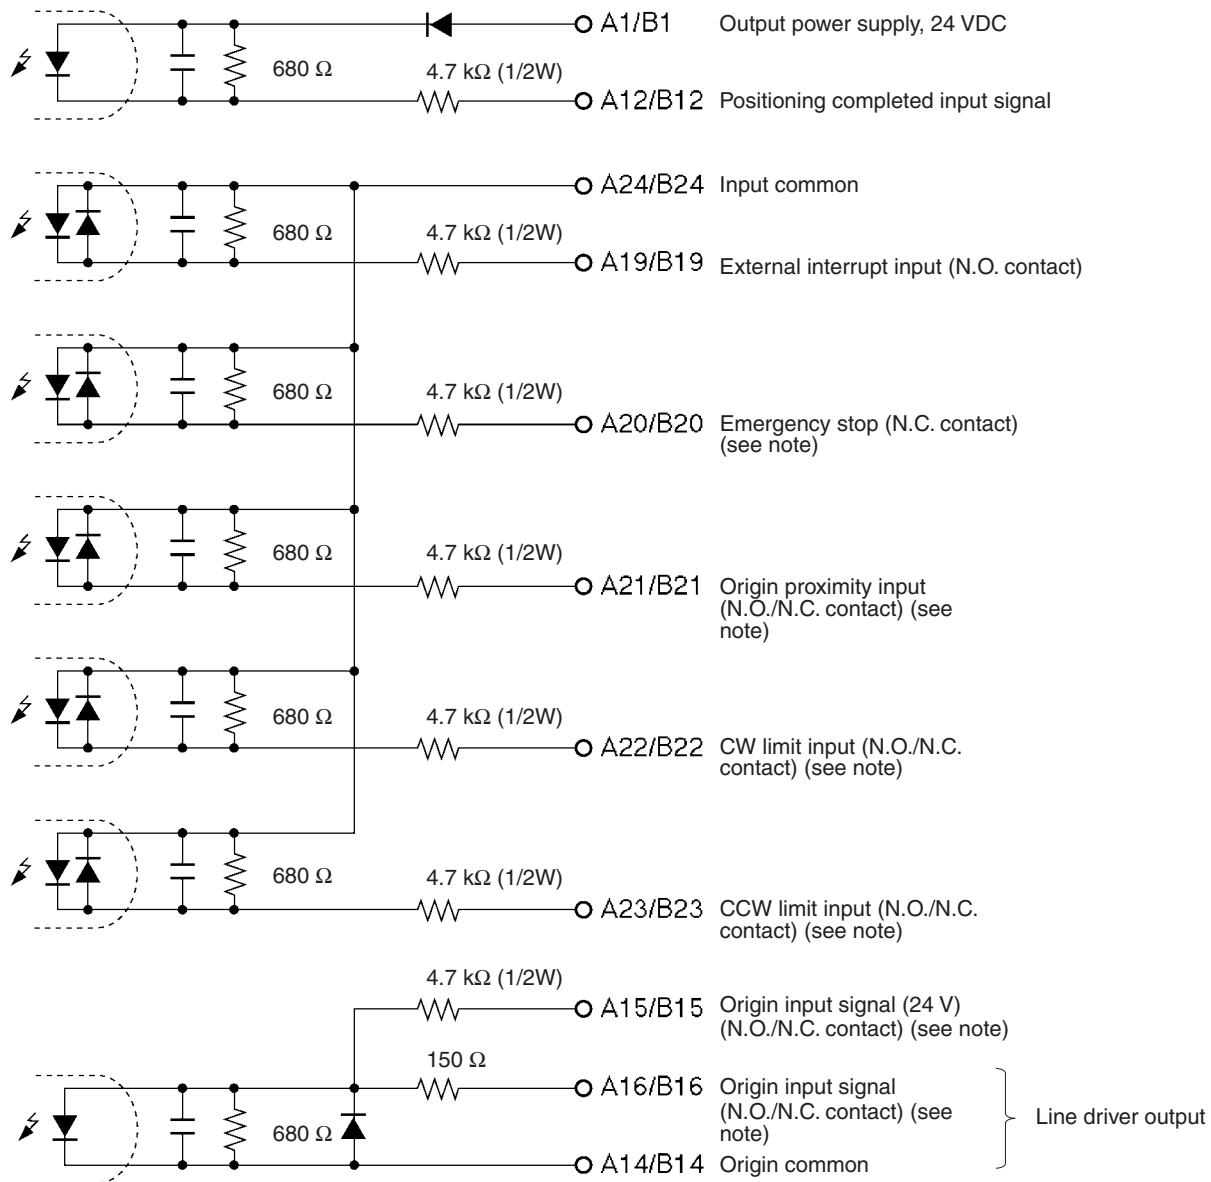 A1/B1 Output power supply, 24 VDC
680 Ω 4.7 kΩ (1/2W)
A12/B12 Positioning completed input signal
A24/B24 Input common
680 Ω 4.7 kΩ (1/2W)
A19/B19 External interrupt input (N.O. contact)
680 Ω 4.7 kΩ (1/2W)
A20/B20 Emergency stop (N.C. contact)
(see note)
680 Ω 4.7 kΩ (1/2W)
A21/B21 Origin proximity input
(N.O./N.C. contact) (see
note)
680 Ω 4.7 kΩ (1/2W)
A22/B22 CW limit input (N.O./N.C.
contact) (see note)
680 Ω 4.7 kΩ (1/2W)
A23/B23 CCW limit input (N.O./N.C.
contact) (see note)
4.7 kΩ (1/2W)
A15/B15 Origin input signal (24 V)
(N.O./N.C. contact) (see note)
150 Ω
A16/B16 Origin input signal
(N.O./N.C. contact) (see
note)
Line driver output
680 Ω
A14/B14 Origin common